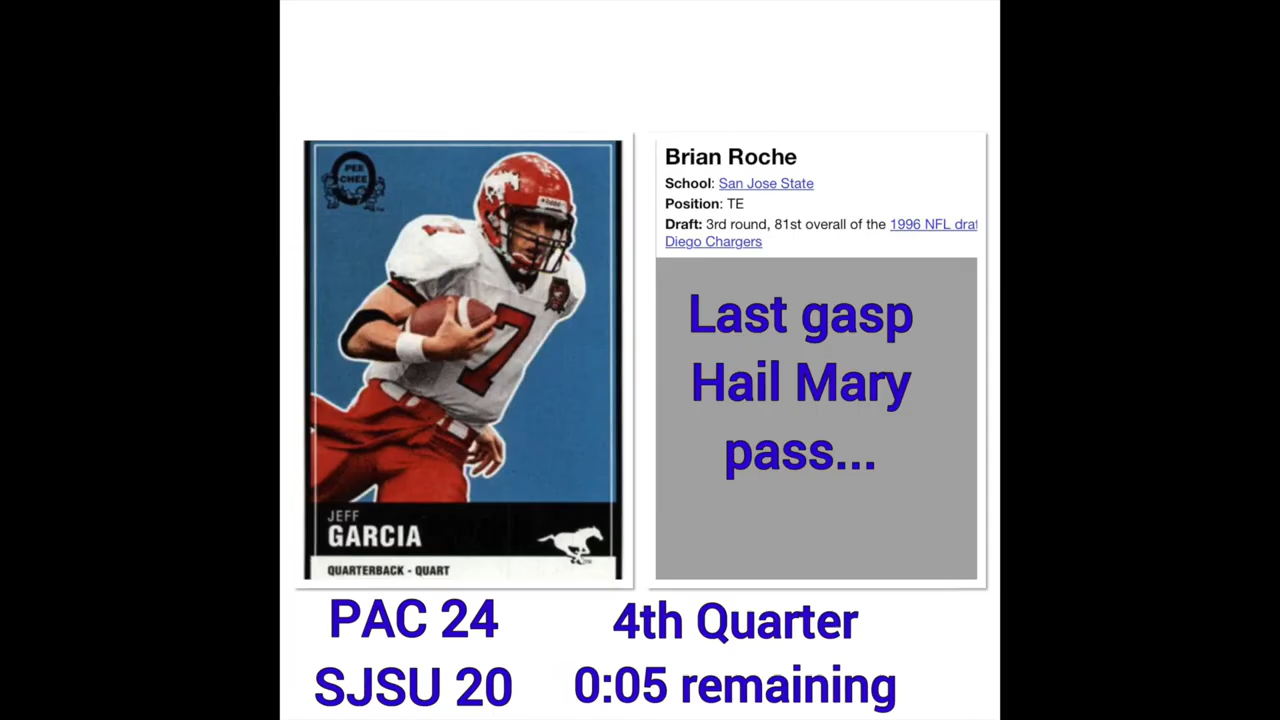 PEE
CHEE
JEFF
GARCIA
QUARTERBACK - QUART
Brian Roche
School: San Jose State
Position: TE
Draft: 3rd round, 81st overall of the 1996 NFL draf
Diego Chargers
Last gasp
Hail Mary
pass...
PAC 24
SJSU 20
4th Quarter
0:05 remaining